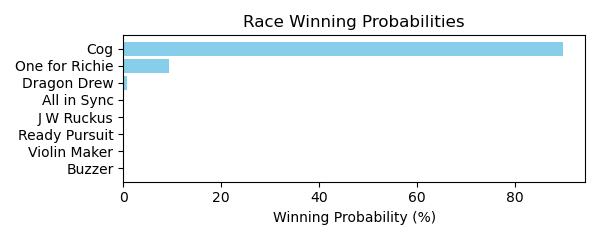 Race Winning Probabilities
Cog
One for Richie
Dragon Drew
All in Sync
J W Ruckus
Ready Pursuit
Violin Maker
Buzzer
0 20 40 60 80
Winning Probability (%)